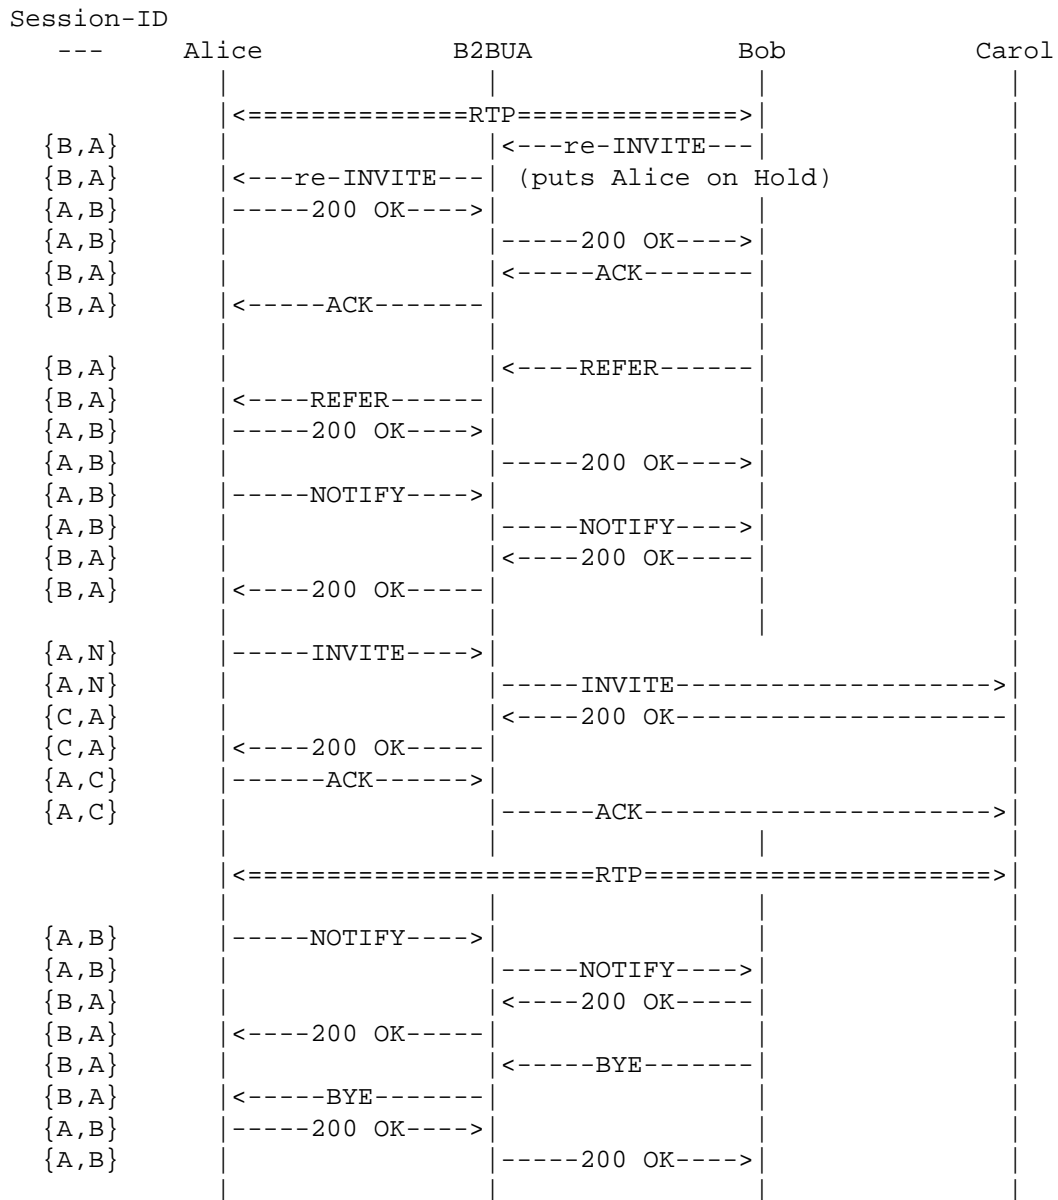 Session-ID
---      Alice            B2BUA             Bob            Carol
|<==============RTP==============>|
{B,A} |<---re-INVITE---|
{B,A} |<---re-INVITE---| (puts Alice on Hold)
{A,B} |-----200 OK---->|
{A,B} |-----200 OK---->|
{B,A} |<-----ACK-------|
{B,A} |<-----ACK-------|
{B,A} |<----REFER------|
{B,A} |<----REFER------|
{A,B} |-----200 OK---->|
{A,B} |-----200 OK---->|
{A,B} |-----NOTIFY---->|
{A,B} |-----NOTIFY---->|
{B,A} |<----200 OK-----|
{B,A} |<----200 OK-----|
{A,N} |-----INVITE---->|
{A,N} |-----INVITE-------------------->|
{C,A} |<----200 OK---------------------|
{C,A} |<----200 OK-----|
{A,C} |------ACK------>|
{A,C} |------ACK---------------------->|
|<======================RTP======================>|
{A,B} |-----NOTIFY---->|
{A,B} |-----NOTIFY---->|
{B,A} |<----200 OK-----|
{B,A} |<----200 OK-----|
{B,A} |<-----BYE-------|
{B,A} |<-----BYE-------|
{A,B} |-----200 OK---->|
{A,B} |-----200 OK---->|